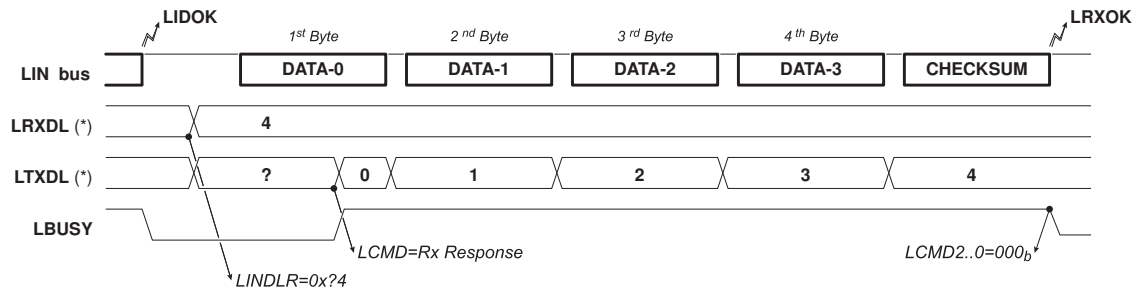 LIDOK
LRXOK
1st Byte 2nd Byte 3rd Byte 4th Byte
LIN bus DATA-0 DATA-1 DATA-2 DATA-3 CHECKSUM
LRXDL (*) 4
LTXDL (*) ? 0 1 2 3 4
LBUSY
LCMD=Rx Response LCMD2..0=000b
LINDLR=0x?4